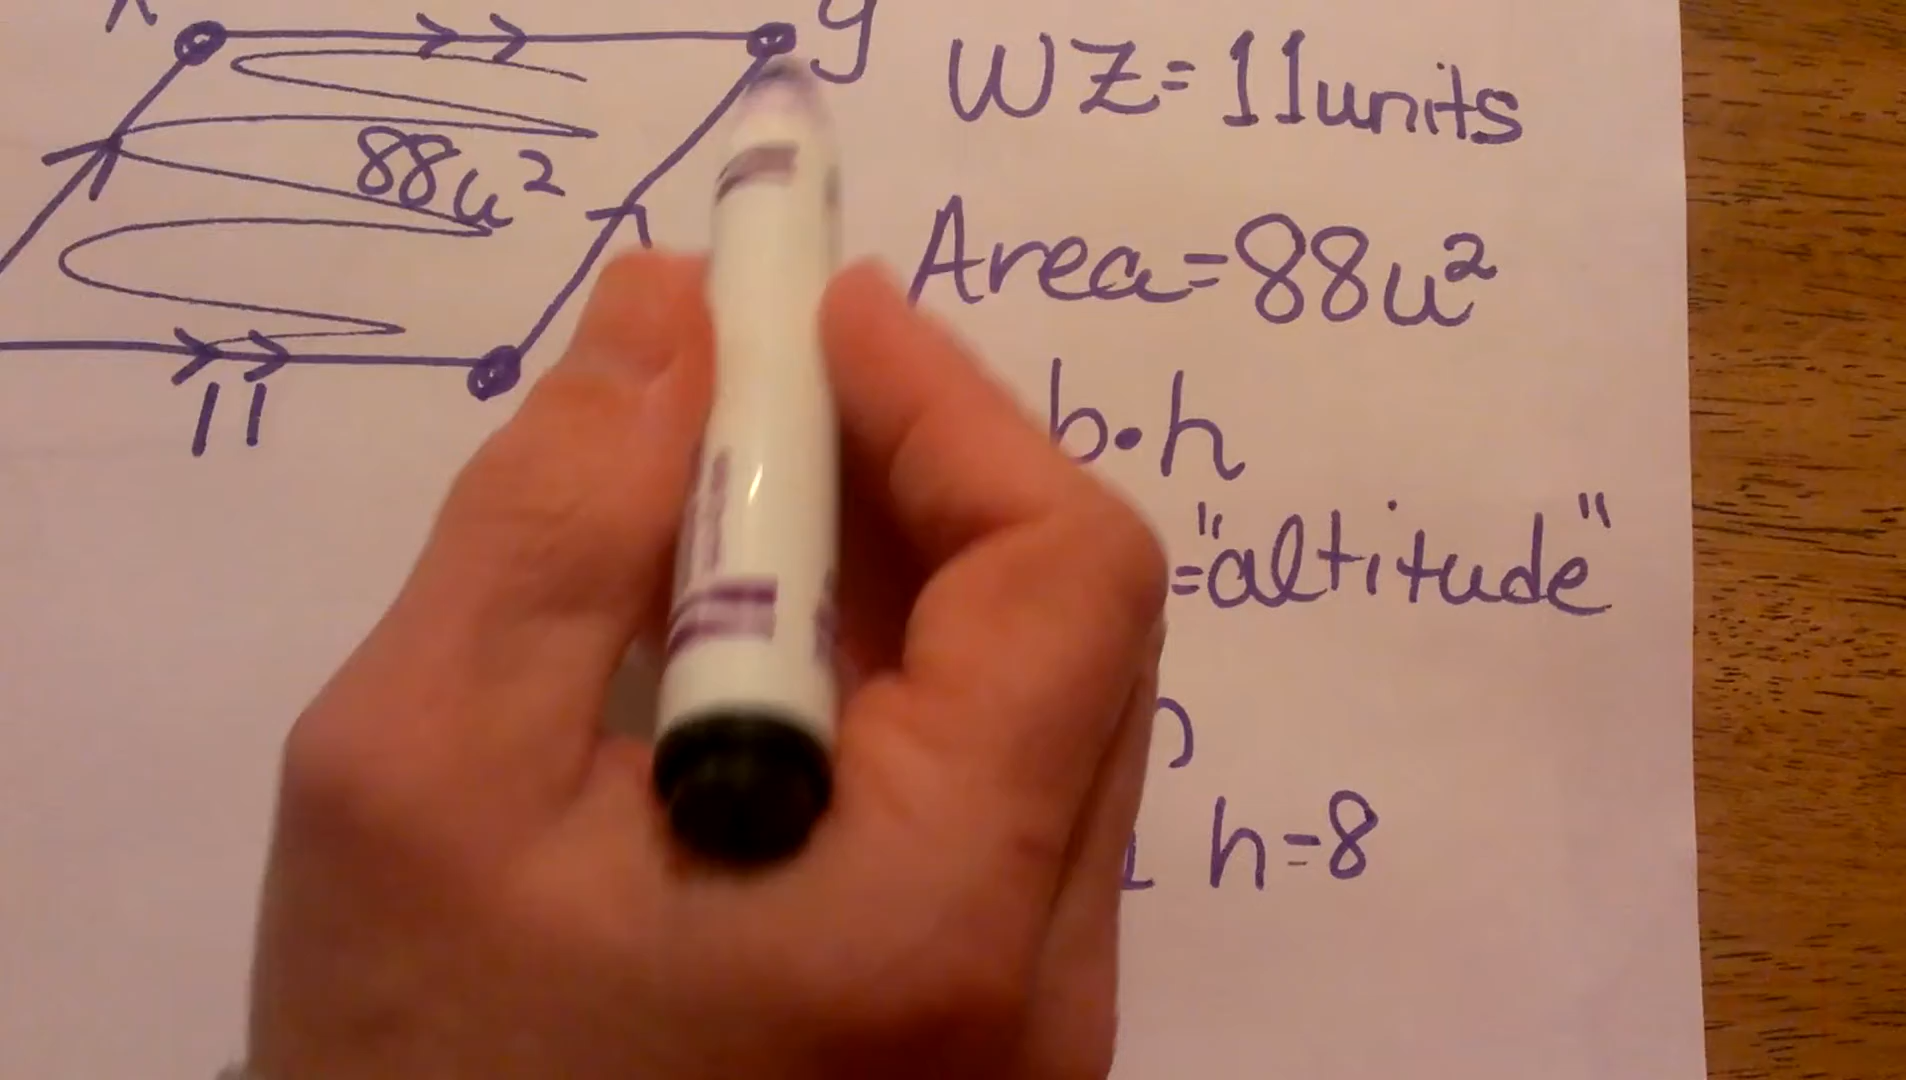 y
WZ=11units
88u²
Area=88u²
11
b•h
="altitude"
h=8